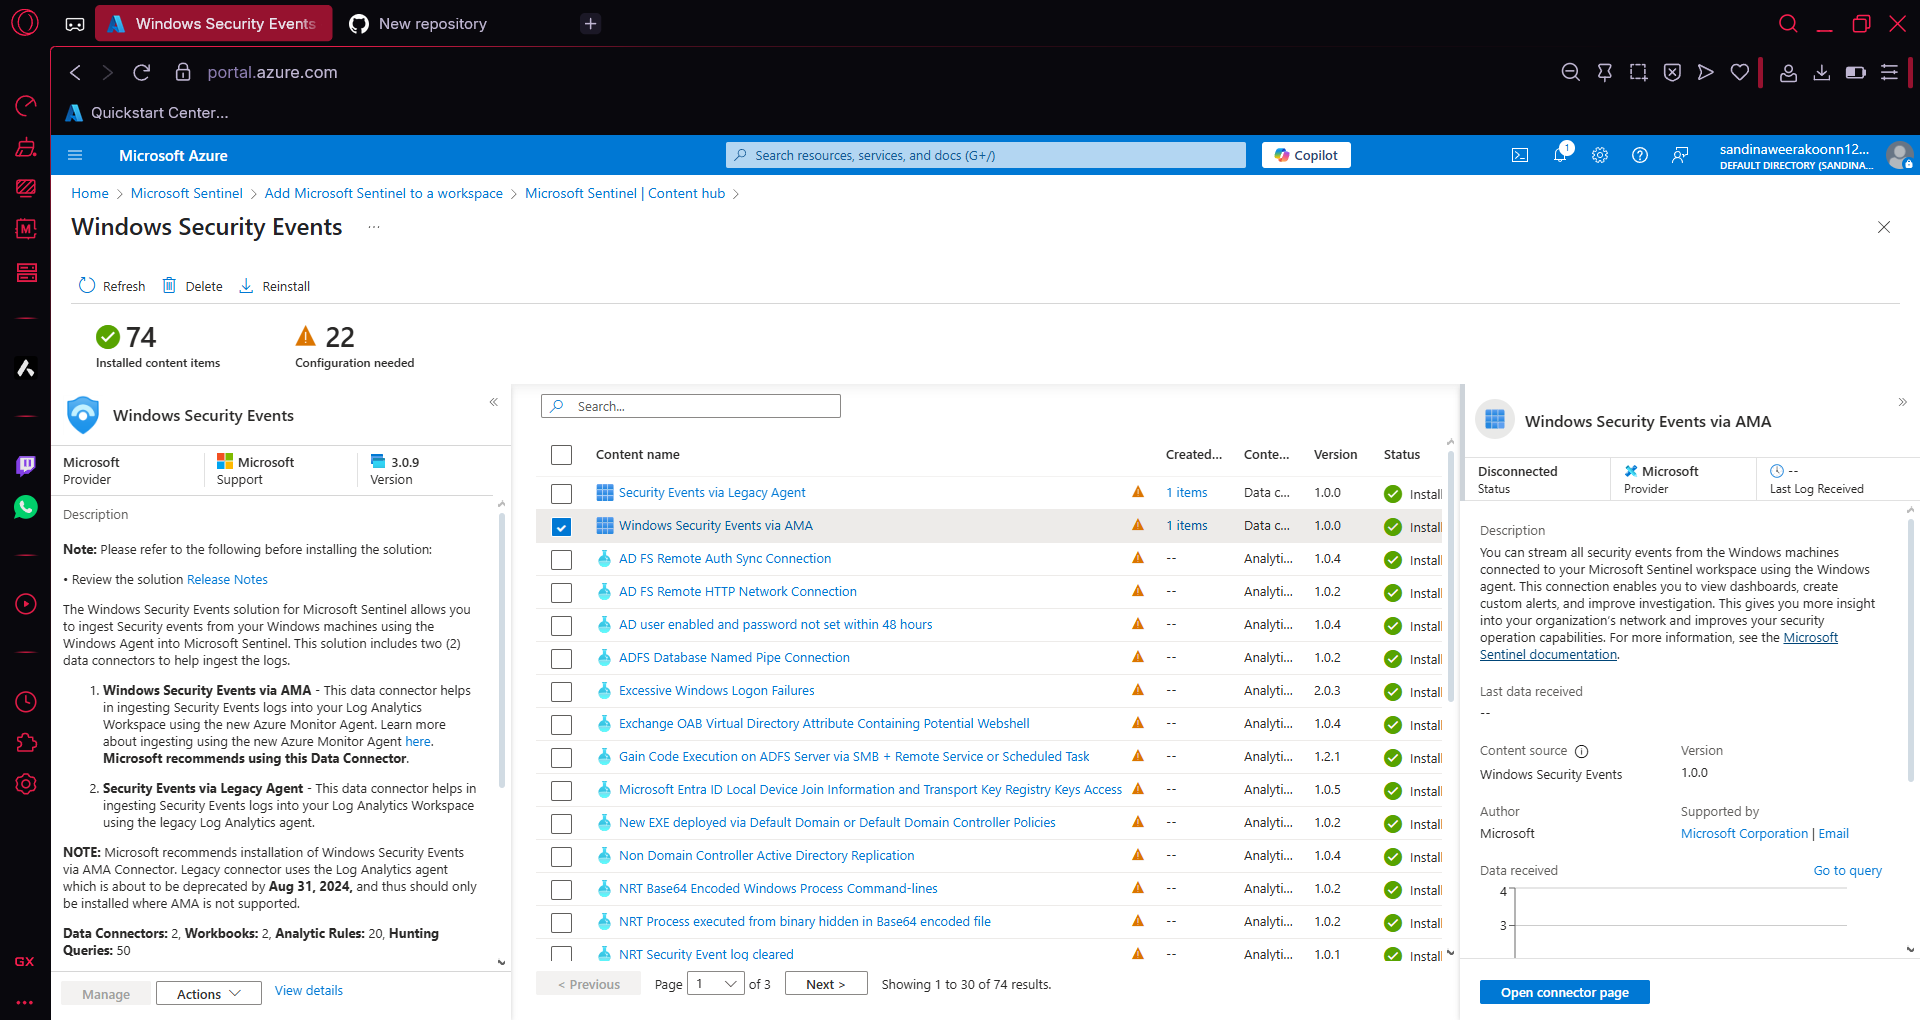 Windows Security Events
New repository
portal.azure.com
Quickstart Center...
Microsoft Azure
Search resources, services, and docs (G+/)
Copilot
1
sandinaweerakoonn12...
DEFAULT DIRECTORY (SANDINA...
Home > Microsoft Sentinel > Add Microsoft Sentinel to a workspace > Microsoft Sentinel | Content hub >
Windows Security Events ...
Refresh Delete Reinstall
74
Installed content items
22
Configuration needed
Windows Security Events
Microsoft
Provider
Microsoft
Support
3.0.9
Version
Description
Note: Please refer to the following before installing the solution:
• Review the solution Release Notes
The Windows Security Events solution for Microsoft Sentinel allows you
to ingest Security events from your Windows machines using the
Windows Agent into Microsoft Sentinel. This solution includes two (2)
data connectors to help ingest the logs.
1. Windows Security Events via AMA - This data connector helps
in ingesting Security Events logs into your Log Analytics
Workspace using the new Azure Monitor Agent. Learn more
about ingesting using the new Azure Monitor Agent here.
Microsoft recommends using this Data Connector.
2. Security Events via Legacy Agent - This data connector helps in
ingesting Security Events logs into your Log Analytics Workspace
using the legacy Log Analytics agent.
NOTE: Microsoft recommends installation of Windows Security Events
via AMA Connector. Legacy connector uses the Log Analytics agent
which is about to be deprecated by Aug 31, 2024, and thus should only
be installed where AMA is not supported.
Data Connectors: 2, Workbooks: 2, Analytic Rules: 20, Hunting
Queries: 50
Manage
Actions
View details
Search...
Content name Created... Conte... Version Status
Security Events via Legacy Agent 1 items Data c... 1.0.0 Install
Windows Security Events via AMA 1 items Data c... 1.0.0 Install
AD FS Remote Auth Sync Connection -- Analyti... 1.0.4 Install
AD FS Remote HTTP Network Connection -- Analyti... 1.0.2 Install
AD user enabled and password not set within 48 hours -- Analyti... 1.0.4 Install
ADFS Database Named Pipe Connection -- Analyti... 1.0.2 Install
Excessive Windows Logon Failures -- Analyti... 2.0.3 Install
Exchange OAB Virtual Directory Attribute Containing Potential Webshell -- Analyti... 1.0.4 Install
Gain Code Execution on ADFS Server via SMB + Remote Service or Scheduled Task -- Analyti... 1.2.1 Install
Microsoft Entra ID Local Device Join Information and Transport Key Registry Keys Access -- Analyti... 1.0.5 Install
New EXE deployed via Default Domain or Default Domain Controller Policies -- Analyti... 1.0.2 Install
Non Domain Controller Active Directory Replication -- Analyti... 1.0.4 Install
NRT Base64 Encoded Windows Process Command-lines -- Analyti... 1.0.2 Install
NRT Process executed from binary hidden in Base64 encoded file -- Analyti... 1.0.2 Install
NRT Security Event log cleared -- Analyti... 1.0.1 Install
< Previous Page 1 of 3 Next > Showing 1 to 30 of 74 results.
Windows Security Events via AMA
Disconnected
Status
Microsoft
Provider
--
Last Log Received
Description
You can stream all security events from the Windows machines
connected to your Microsoft Sentinel workspace using the Windows
agent. This connection enables you to view dashboards, create
custom alerts, and improve investigation. This gives you more insight
into your organization's network and improves your security
operation capabilities. For more information, see the Microsoft
Sentinel documentation.
Last data received
--
Content source
Windows Security Events
Version
1.0.0
Author
Microsoft
Supported by
Microsoft Corporation | Email
Data received
Go to query
4
3
Open connector page
GX